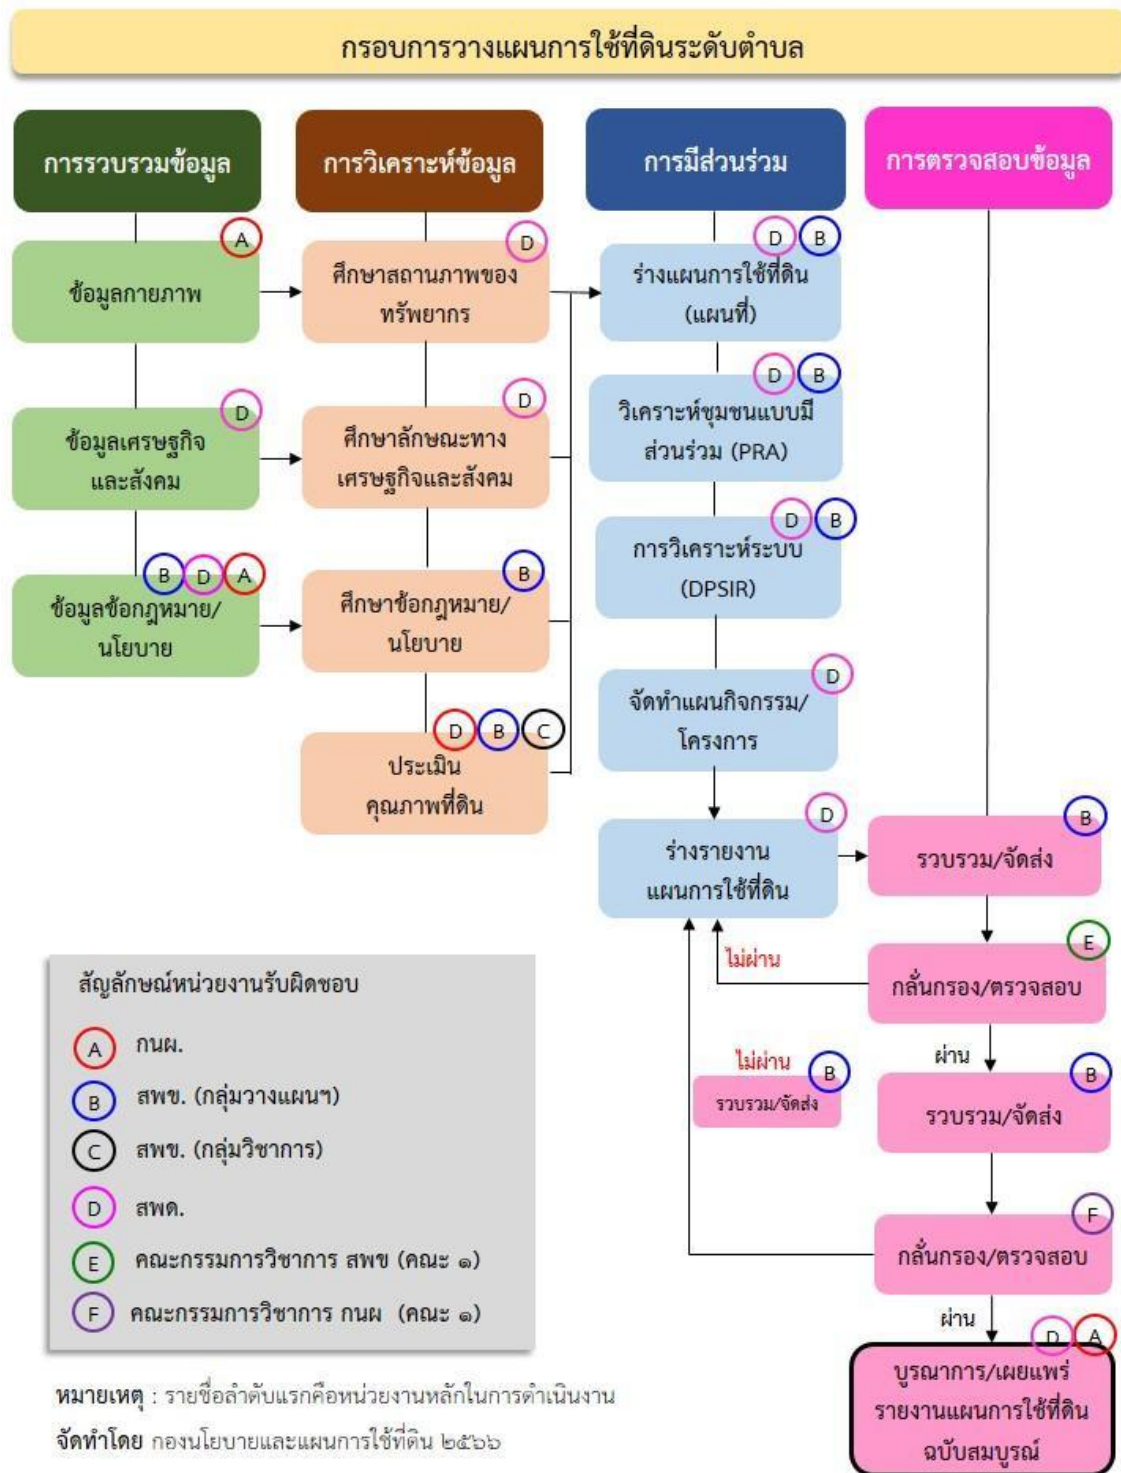 กรอบการวางแผนการใช้ที่ดินระดับตำบล
การรวบรวมข้อมูล
A
ข้อมูลกายภาพ
D
ข้อมูลเศรษฐกิจ
และสังคม
B D A
ข้อมูลข้อกฎหมาย/
นโยบาย
การวิเคราะห์ข้อมูล
D
ศึกษาสถานภาพของ
ทรัพยากร
D
ศึกษาลักษณะทาง
เศรษฐกิจและสังคม
B
ศึกษาข้อกฎหมาย/
นโยบาย
D B C
ประเมิน
คุณภาพที่ดิน
การมีส่วนร่วม
D B
ร่างแผนการใช้ที่ดิน
(แผนที่)
D B
วิเคราะห์ชุมชนแบบมี
ส่วนร่วม (PRA)
D B
การวิเคราะห์ระบบ
(DPSIR)
D
จัดทำแผนกิจกรรม/
โครงการ
D
ร่างรายงาน
แผนการใช้ที่ดิน
การตรวจสอบข้อมูล
B
รวบรวม/จัดส่ง
E
กลั่นกรอง/ตรวจสอบ
ไม่ผ่าน
ผ่าน
B
รวบรวม/จัดส่ง
F
กลั่นกรอง/ตรวจสอบ
ไม่ผ่าน
B
รวบรวม/จัดส่ง
ผ่าน
D A
บูรณาการ/เผยแพร่
รายงานแผนการใช้ที่ดิน
ฉบับสมบูรณ์
สัญลักษณ์หน่วยงานรับผิดชอบ
A กนผ.
B สพข. (กลุ่มวางแผนฯ)
C สพข. (กลุ่มวิชาการ)
D สพด.
E คณะกรรมการวิชาการ สพข (คณะ ๑)
F คณะกรรมการวิชาการ กนผ (คณะ ๑)
หมายเหตุ : รายชื่อลำดับแรกคือหน่วยงานหลักในการดำเนินงาน
จัดทำโดย กองนโยบายและแผนการใช้ที่ดิน ๒๕๖๖